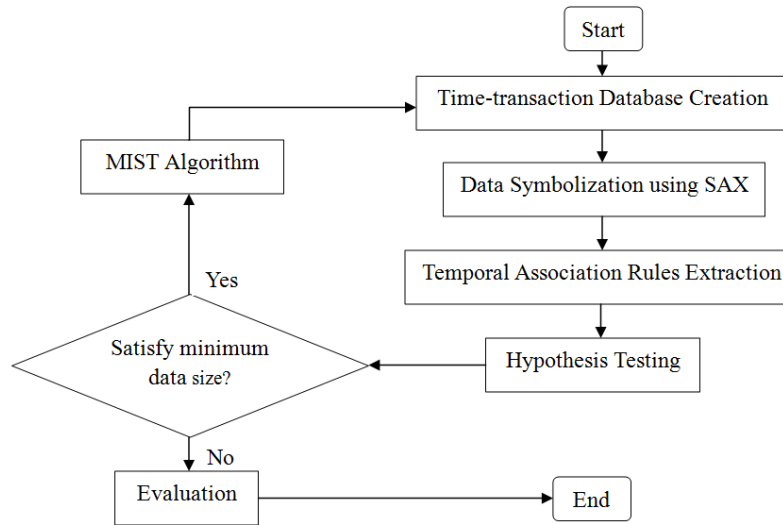 Start
Time-transaction Database Creation
MIST Algorithm
Data Symbolization using SAX
Temporal Association Rules Extraction
Yes
Satisfy minimum
data size?
Hypothesis Testing
No
Evaluation
End